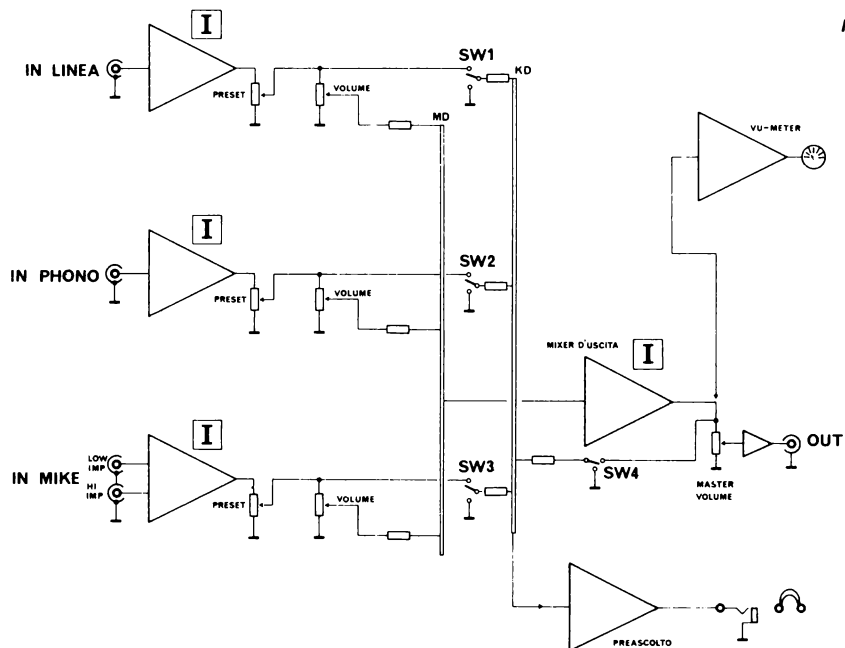 I
IN LINEA
PRESET
VOLUME
SW1
KD
MD
VU-METER
I
IN PHONO
PRESET
VOLUME
SW2
MIXER D'USCITA
I
I
IN MIKE
LOW
IMP
HI
IMP
PRESET
VOLUME
SW3
SW4
OUT
MASTER
VOLUME
PREASCOLTO